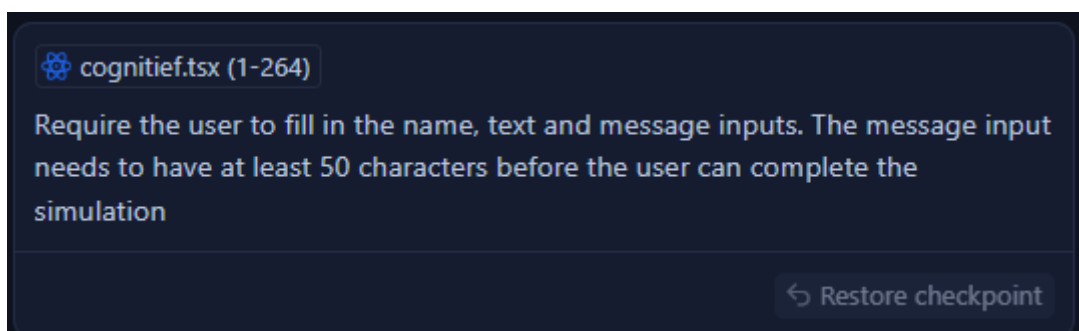 cognitief.tsx (1-264)
Require the user to fill in the name, text and message inputs. The message input
needs to have at least 50 characters before the user can complete the
simulation
Restore checkpoint